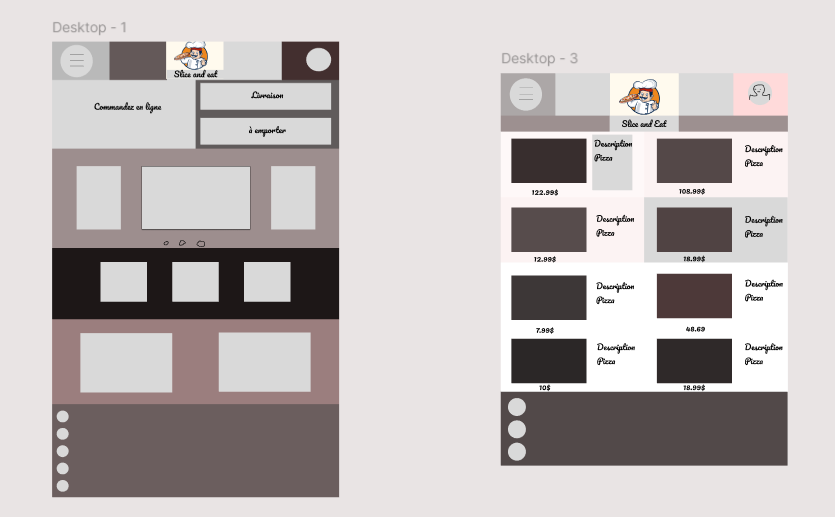 Desktop - 1
Slice and eat
Commandez en ligne
Livraison
à emporter
Desktop - 3
Slice and Eat
Description
Pizza
122.99$
Description
Pizza
108.99$
Description
Pizza
12.99$
Description
Pizza
18.99$
Description
Pizza
7.99$
Description
Pizza
48.69
Description
Pizza
10$
Description
Pizza
18.99$